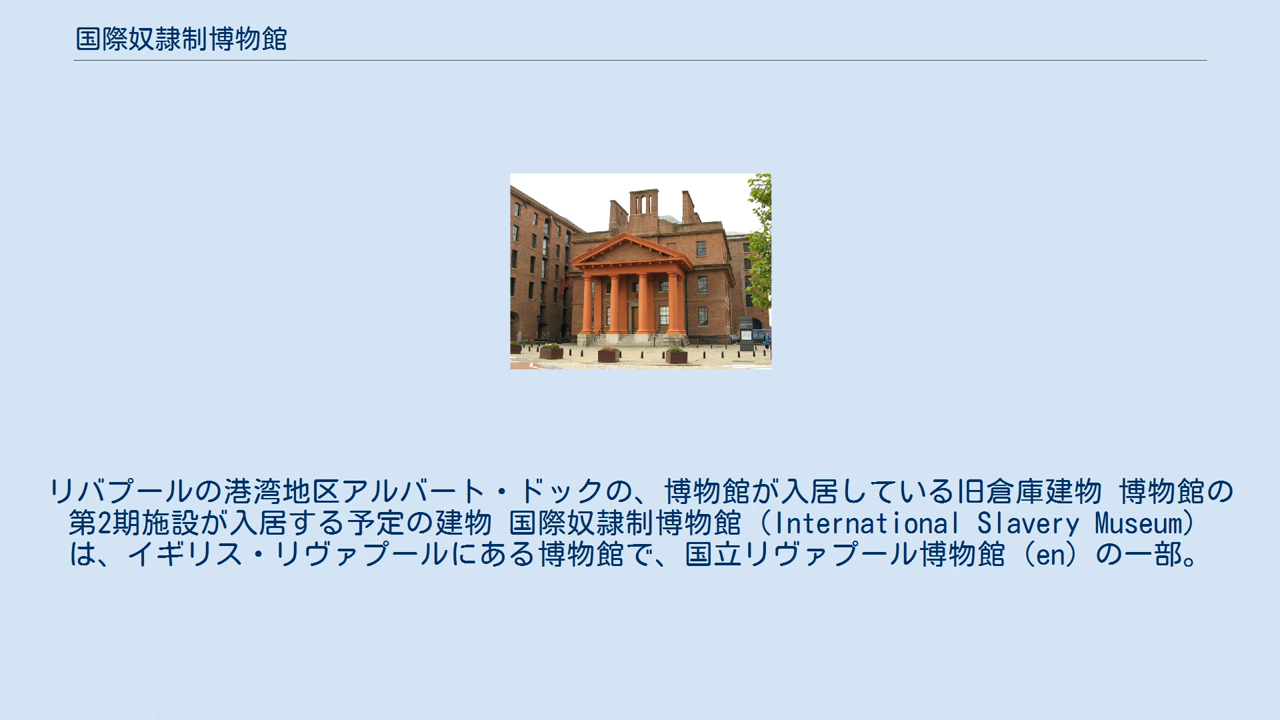 国際奴隷制博物館
リバプールの港湾地区アルバート・ドックの、博物館が入居している旧倉庫建物 博物館の
第2期施設が入居する予定の建物 国際奴隷制博物館（International Slavery Museum）
は、イギリス・リヴァプールにある博物館で、国立リヴァプール博物館（en）の一部。